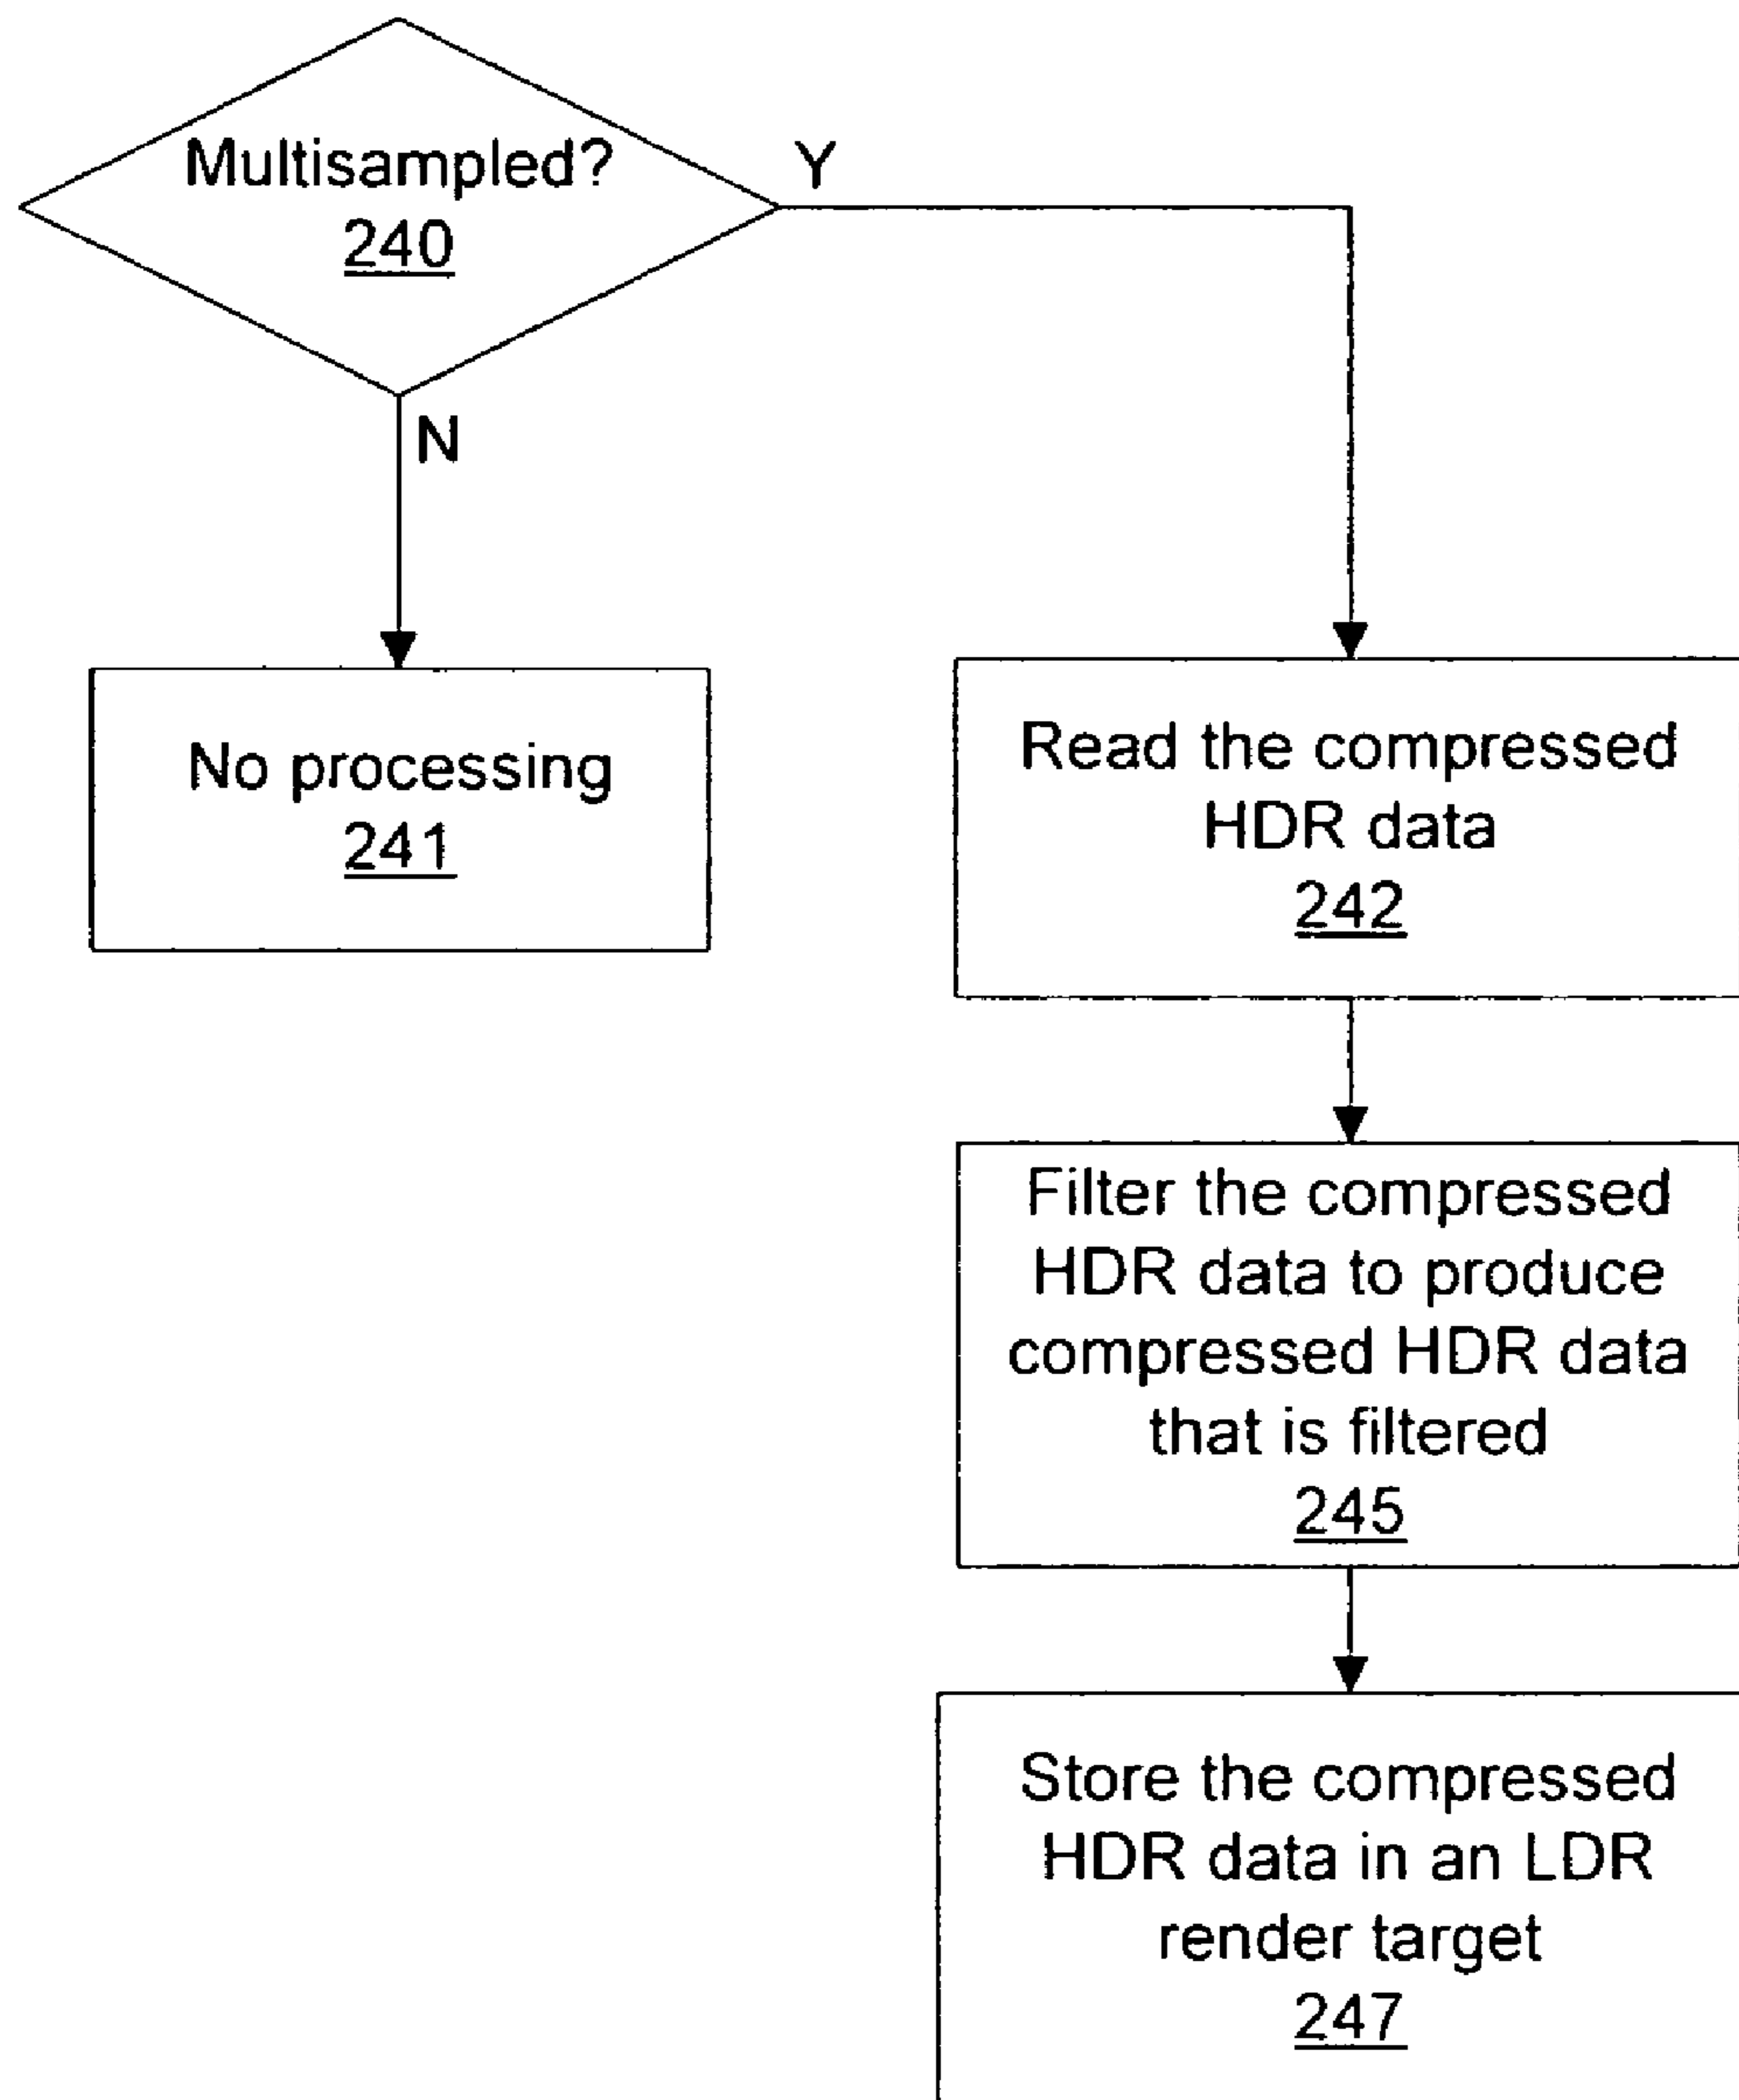 Multisampled?
240
Y
N
No processing
241
Read the compressed
HDR data
242
Filter the compressed
HDR data to produce
compressed HDR data
that is filtered
245
Store the compressed
HDR data in an LDR
render target
247